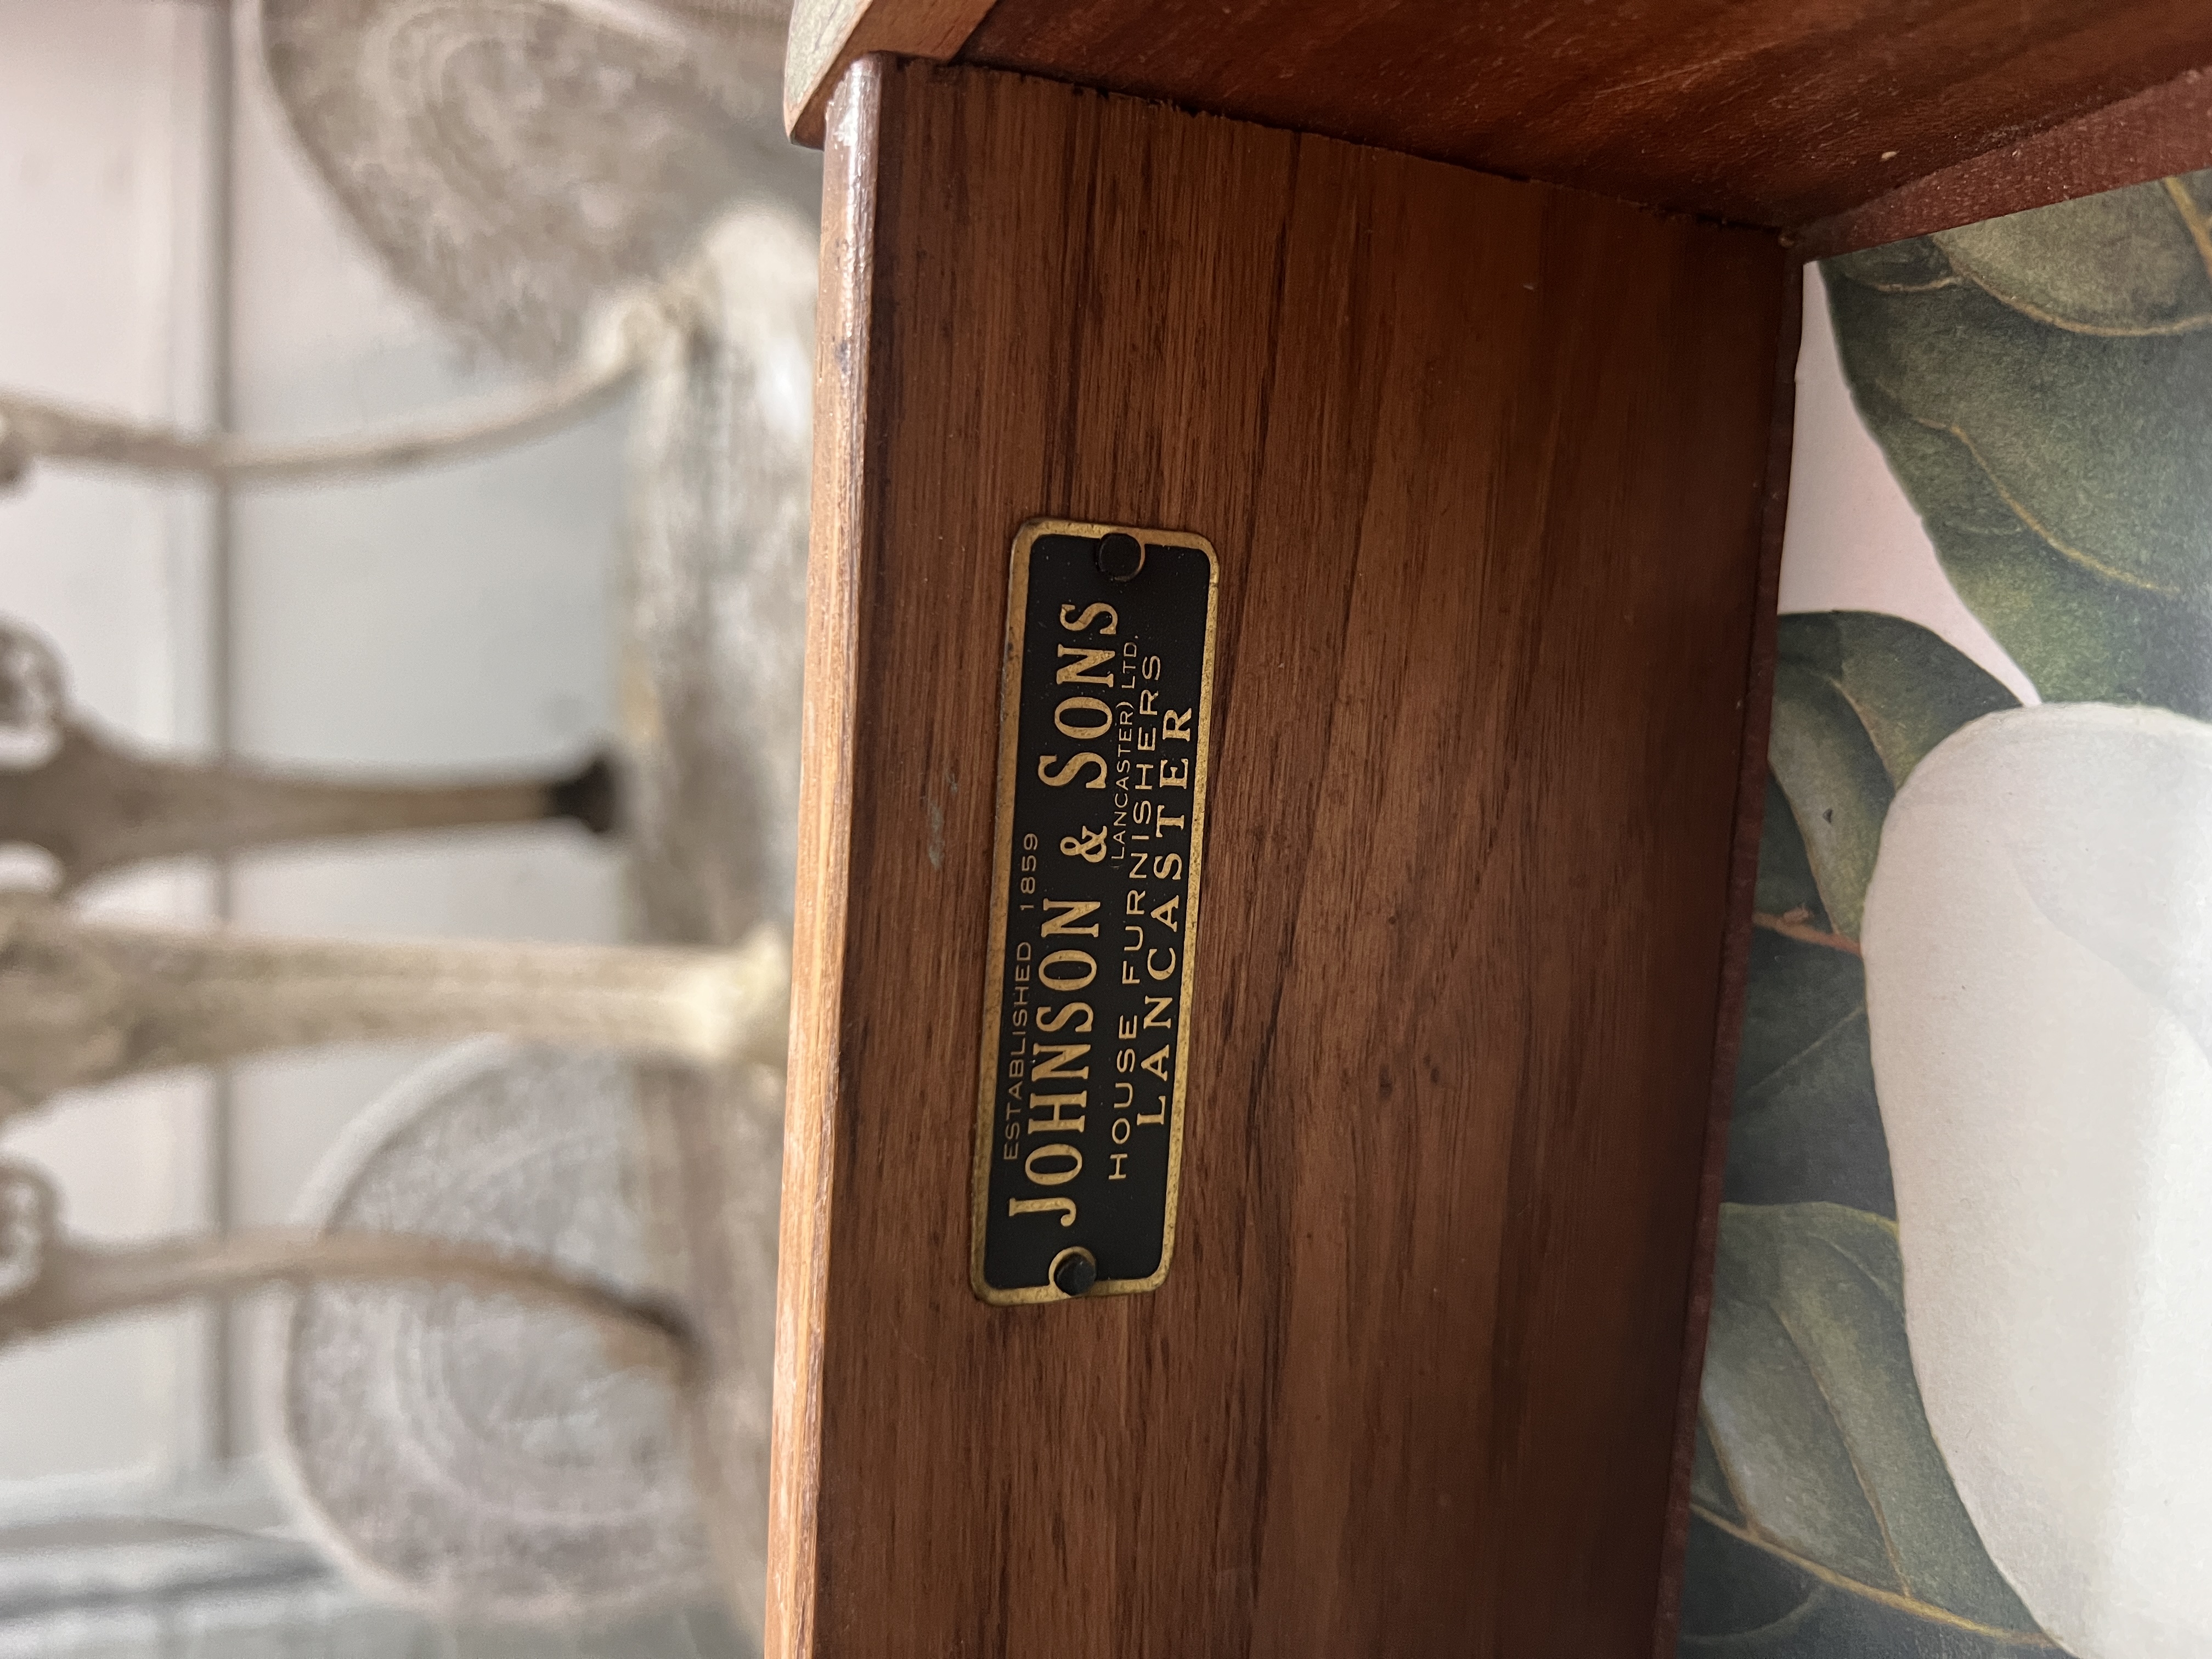 ESTABLISHED 1859
JOHNSON & SONS
(LANCASTER) LTD.
HOUSE FURNISHERS
LANCASTER